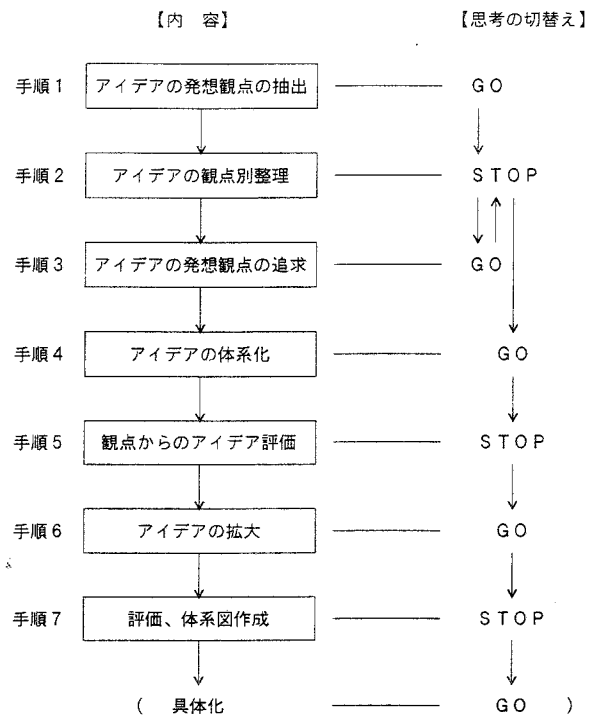 【内　容】　【思考の切替え】
手順１　アイデアの発想観点の抽出　ＧＯ
手順２　アイデアの観点別整理　ＳＴＯＰ
手順３　アイデアの発想観点の追求　ＧＯ
手順４　アイデアの体系化　ＧＯ
手順５　観点からのアイデア評価　ＳＴＯＰ
手順６　アイデアの拡大　ＧＯ
手順７　評価、体系図作成　ＳＴＯＰ
（　具体化　ＧＯ　）